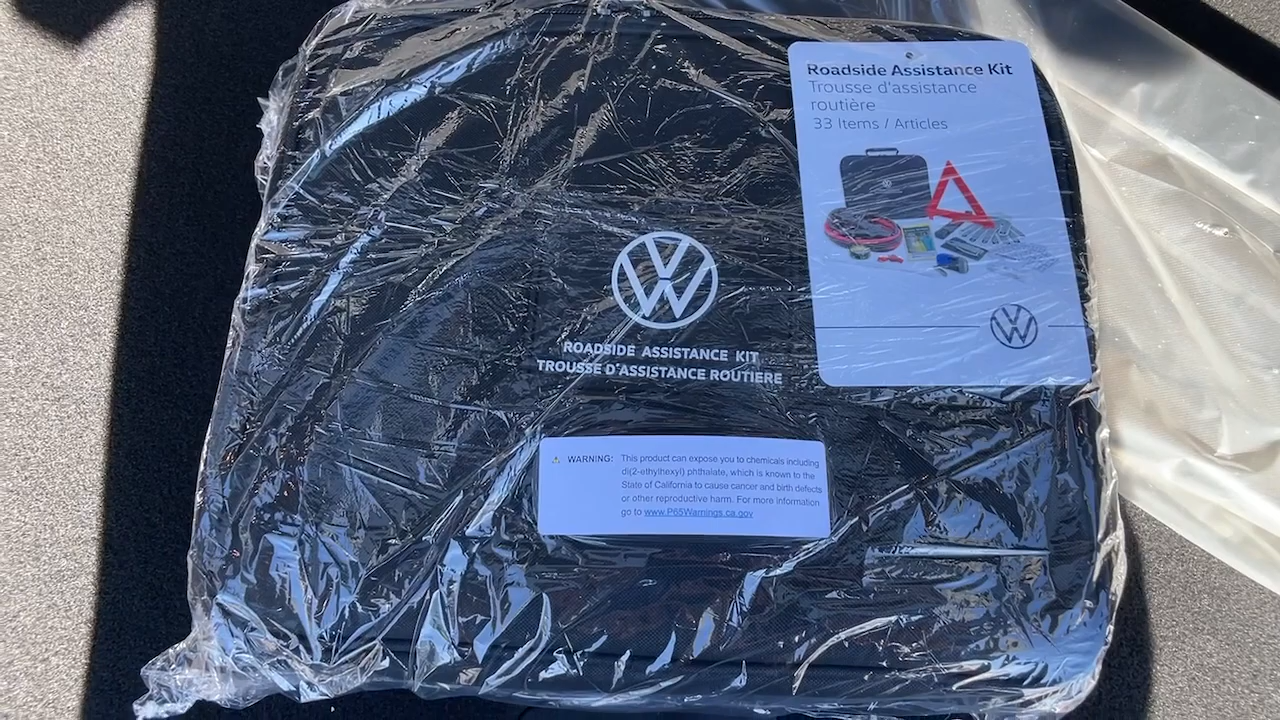 Roadside Assistance Kit
Trousse d'assistance
routière
33 Items / Articles
ROADSIDE ASSISTANCE KIT
TROUSSE D'ASSISTANCE ROUTIERE
WARNING: This product can expose you to chemicals including
di(2-ethylhexyl) phthalate, which is known to the
State of California to cause cancer and birth defects
or other reproductive harm. For more information
go to www.P65Warnings.ca.gov